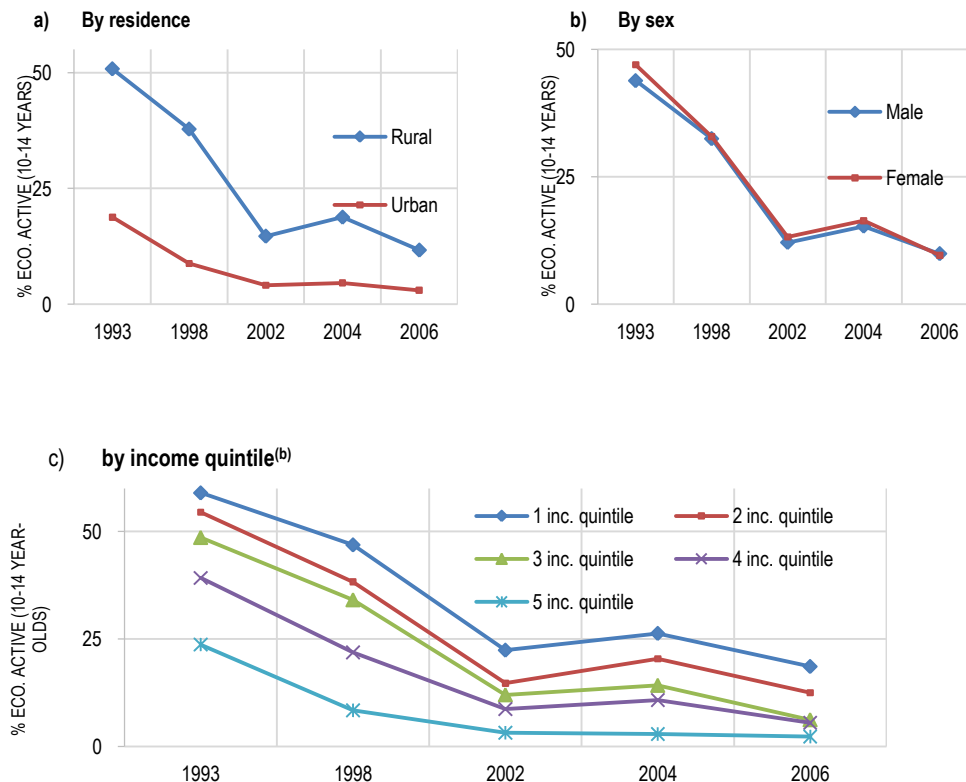 a) By residence
% ECO. ACTIVE (10-14 YEARS)
50
25
0
Rural
Urban
1993 1998 2002 2004 2006
b) By sex
% ECO. ACTIVE (10-14 YEARS)
50
25
0
Male
Female
1993 1998 2002 2004 2006
c) by income quintile(b)
% ECO. ACTIVE (10-14 YEAR-
OLDS)
50
25
0
1 inc. quintile 2 inc. quintile
3 inc. quintile 4 inc. quintile
5 inc. quintile
1993 1998 2002 2004 2006